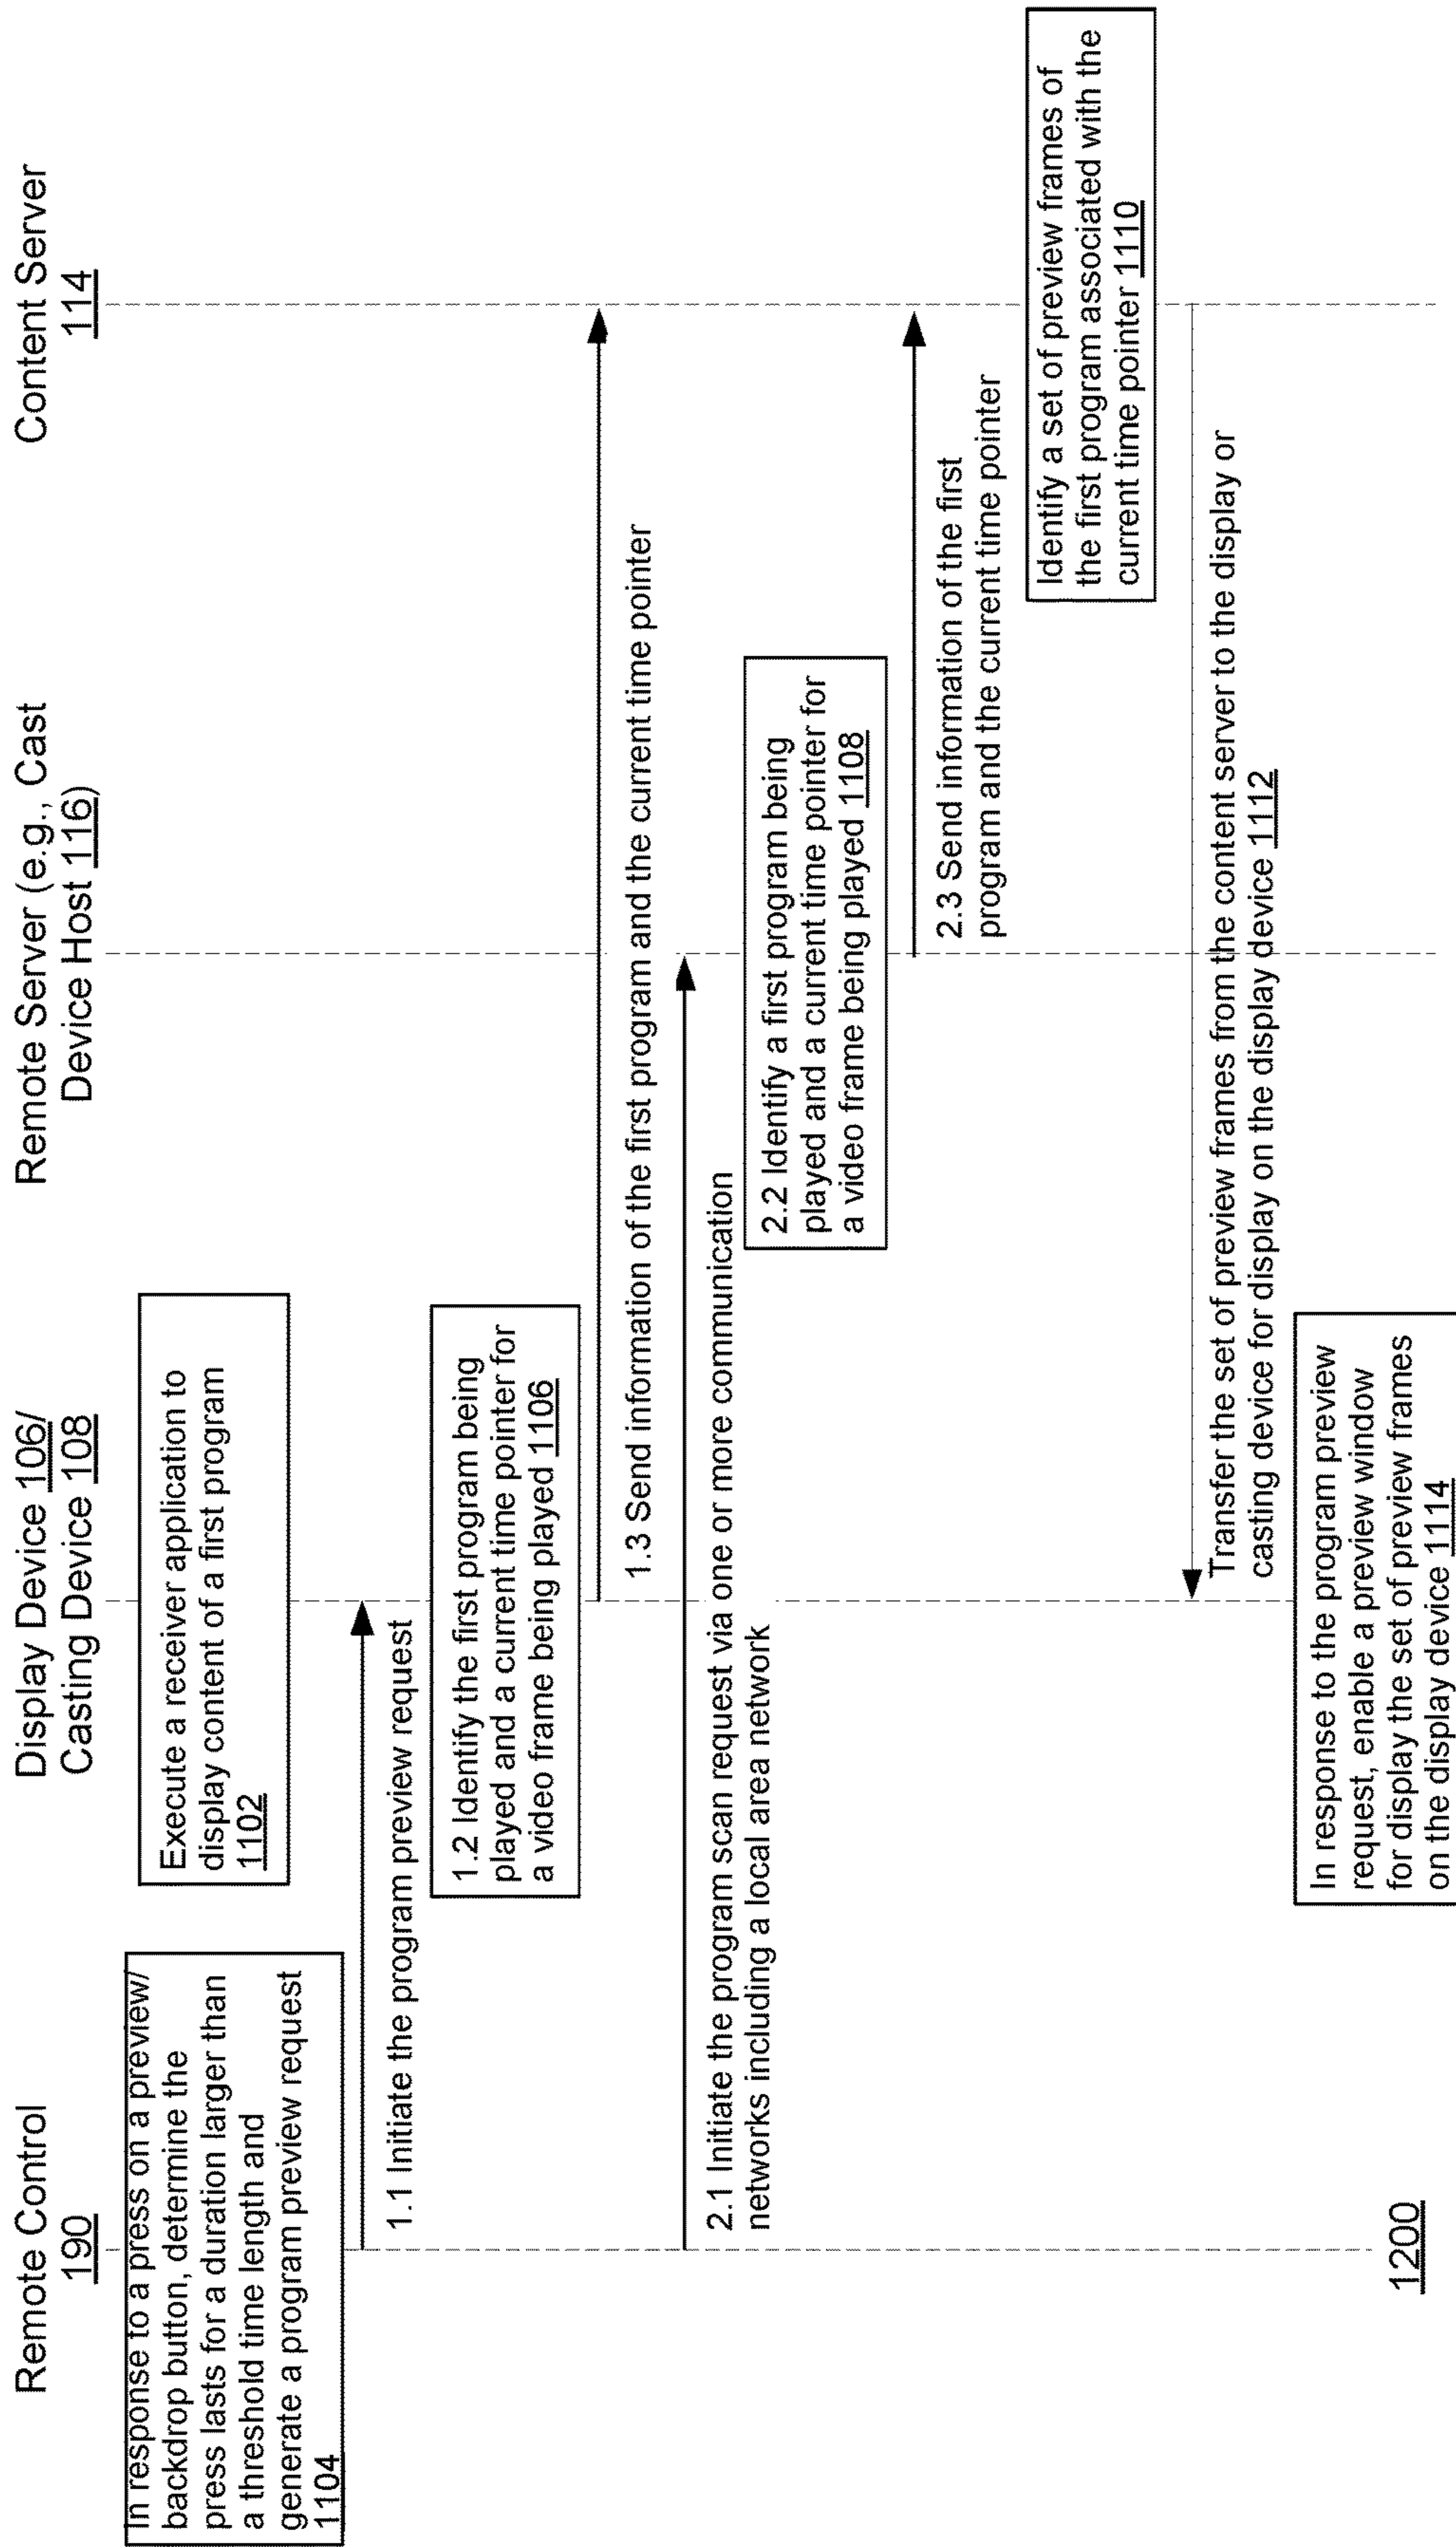 Remote Control
190
Display Device 106/
Casting Device 108
Remote Server (e.g., Cast
Device Host 116)
Content Server
114
In response to a press on a preview/
backdrop button, determine the
press lasts for a duration larger than
a threshold time length and
generate a program preview request
1104
Execute a receiver application to
display content of a first program
1102
1.1 Initiate the program preview request
1.2 Identify the first program being
played and a current time pointer for
a video frame being played 1106
1.3 Send information of the first program and the current time pointer
2.1 Initiate the program scan request via one or more communication
networks including a local area network
2.2 Identify a first program being
played and a current time pointer for
a video frame being played 1108
2.3 Send information of the first
program and the current time pointer
Identify a set of preview frames of
the first program associated with the
current time pointer 1110
Transfer the set of preview frames from the content server to the display or
casting device for display on the display device 1112
In response to the program preview
request, enable a preview window
for display the set of preview frames
on the display device 1114
1200